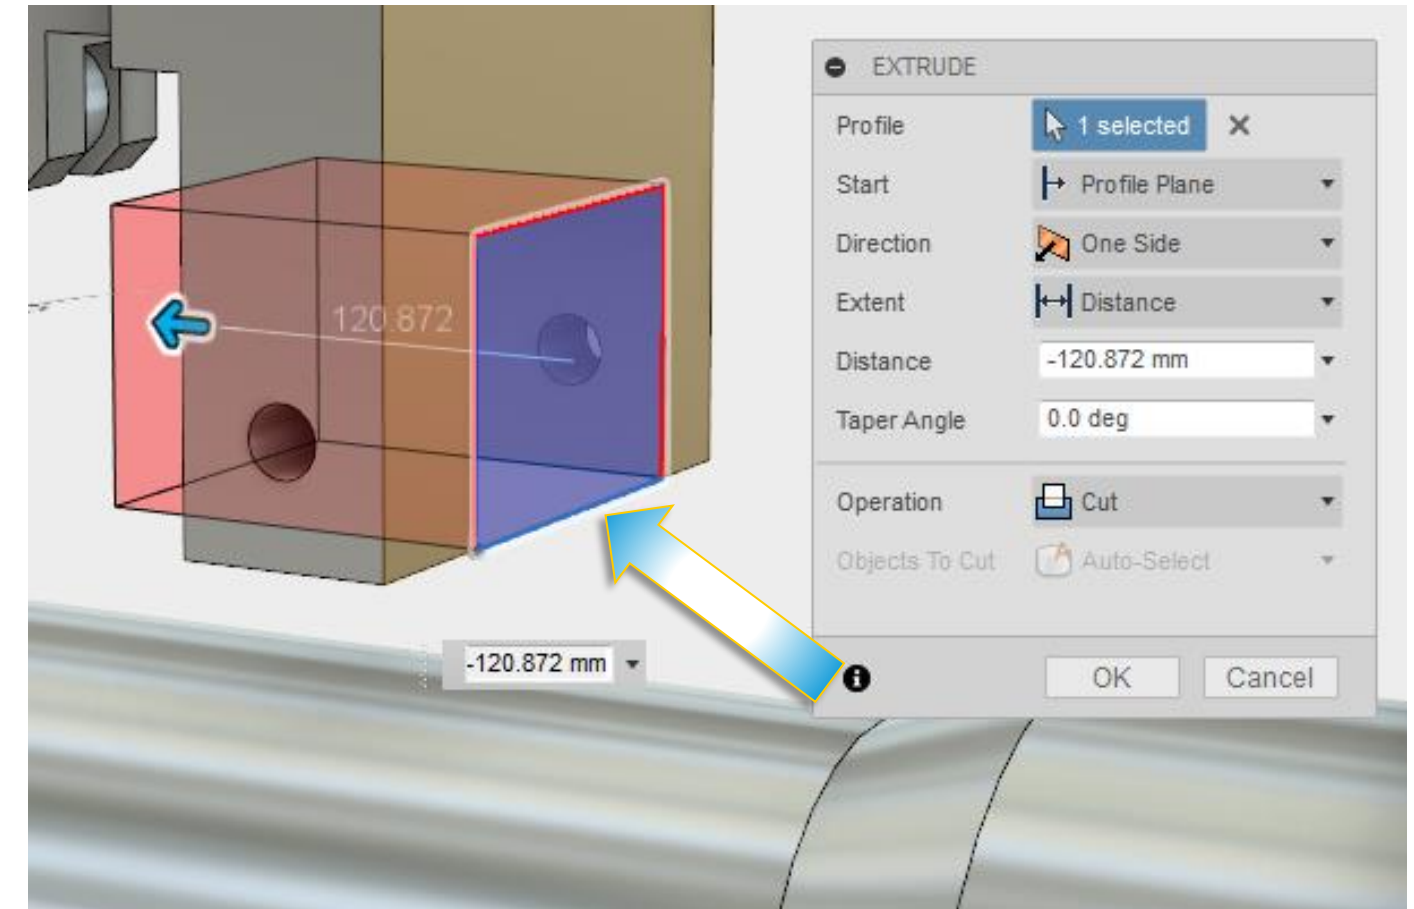 EXTRUDE
Profile 1 selected
Start Profile Plane
Direction One Side
Extent Distance
Distance -120.872 mm
Taper Angle 0.0 deg
Operation Cut
Objects To Cut Auto-Select
OK Cancel
120.872
-120.872 mm